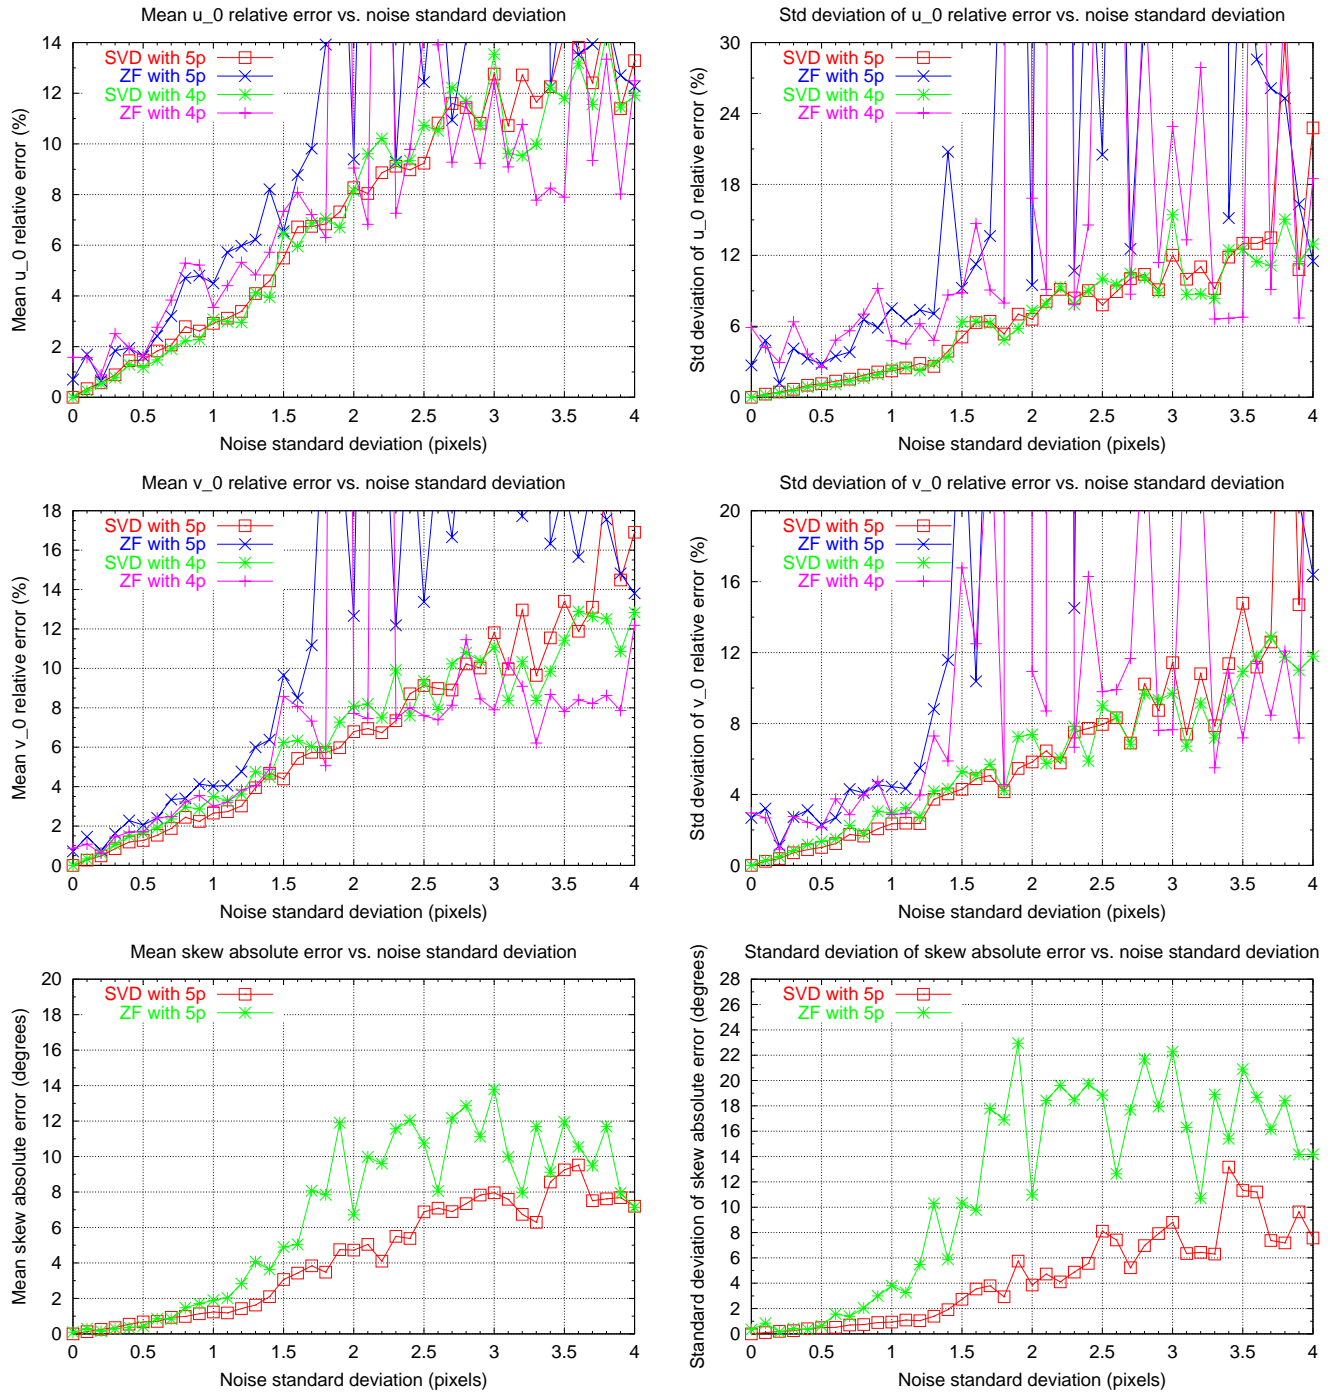 Mean u_0 relative error vs. noise standard deviation
Mean u_0 relative error (%)
14
12
10
8
6
4
2
0
SVD with 5p
ZF with 5p
SVD with 4p
ZF with 4p
0 0.5 1 1.5 2 2.5 3 3.5 4
Noise standard deviation (pixels)
Std deviation of u_0 relative error vs. noise standard deviation
Std deviation of u_0 relative error (%)
30
24
18
12
6
0
SVD with 5p
ZF with 5p
SVD with 4p
ZF with 4p
0 0.5 1 1.5 2 2.5 3 3.5 4
Noise standard deviation (pixels)
Mean v_0 relative error vs. noise standard deviation
Mean v_0 relative error (%)
18
16
14
12
10
8
6
4
2
0
SVD with 5p
ZF with 5p
SVD with 4p
ZF with 4p
0 0.5 1 1.5 2 2.5 3 3.5 4
Noise standard deviation (pixels)
Std deviation of v_0 relative error vs. noise standard deviation
Std deviation of v_0 relative error (%)
20
16
12
8
4
0
SVD with 5p
ZF with 5p
SVD with 4p
ZF with 4p
0 0.5 1 1.5 2 2.5 3 3.5 4
Noise standard deviation (pixels)
Mean skew absolute error vs. noise standard deviation
Mean skew absolute error (degrees)
20
18
16
14
12
10
8
6
4
2
0
SVD with 5p
ZF with 5p
0 0.5 1 1.5 2 2.5 3 3.5 4
Noise standard deviation (pixels)
Standard deviation of skew absolute error vs. noise standard deviation
Standard deviation of skew absolute error (degrees)
28
26
24
22
20
18
16
14
12
10
8
6
4
2
0
SVD with 5p
ZF with 5p
0 0.5 1 1.5 2 2.5 3 3.5 4
Noise standard deviation (pixels)